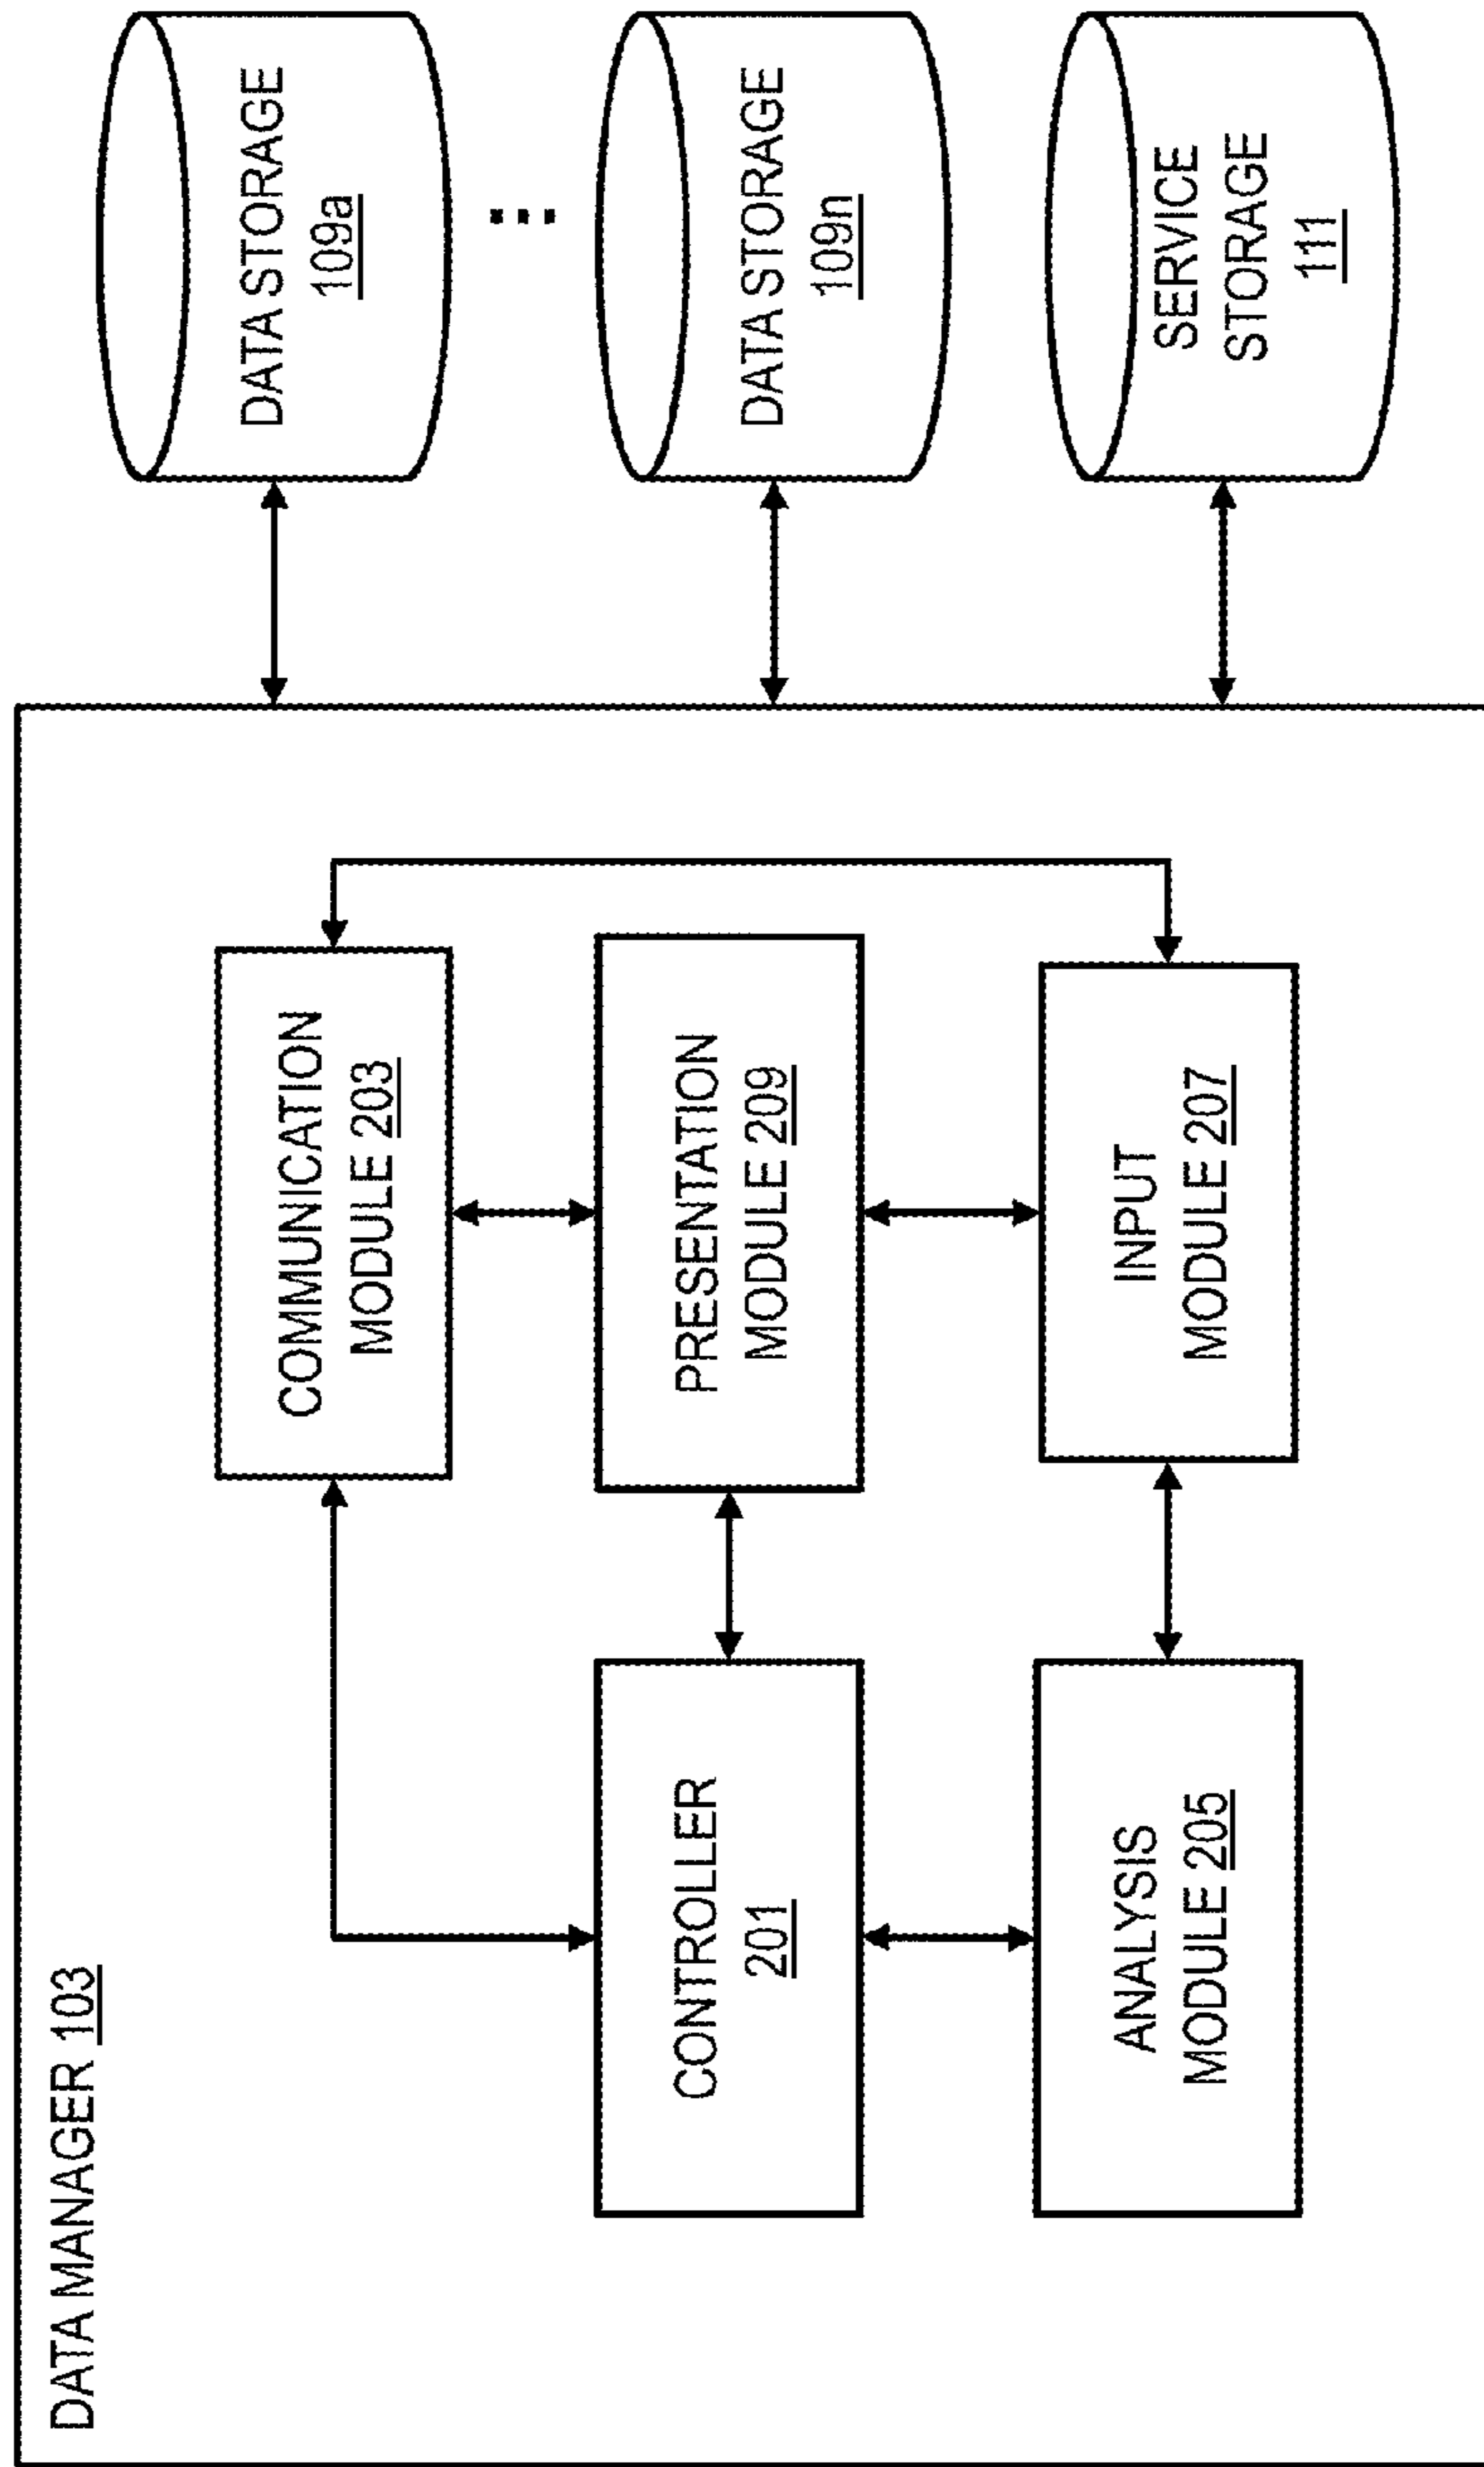 DATA MANAGER 103
COMMUNICATION
MODULE 203
CONTROLLER
201
PRESENTATION
MODULE 209
ANALYSIS
MODULE 205
INPUT
MODULE 207
DATA STORAGE
109a
DATA STORAGE
109n
SERVICE
STORAGE
111